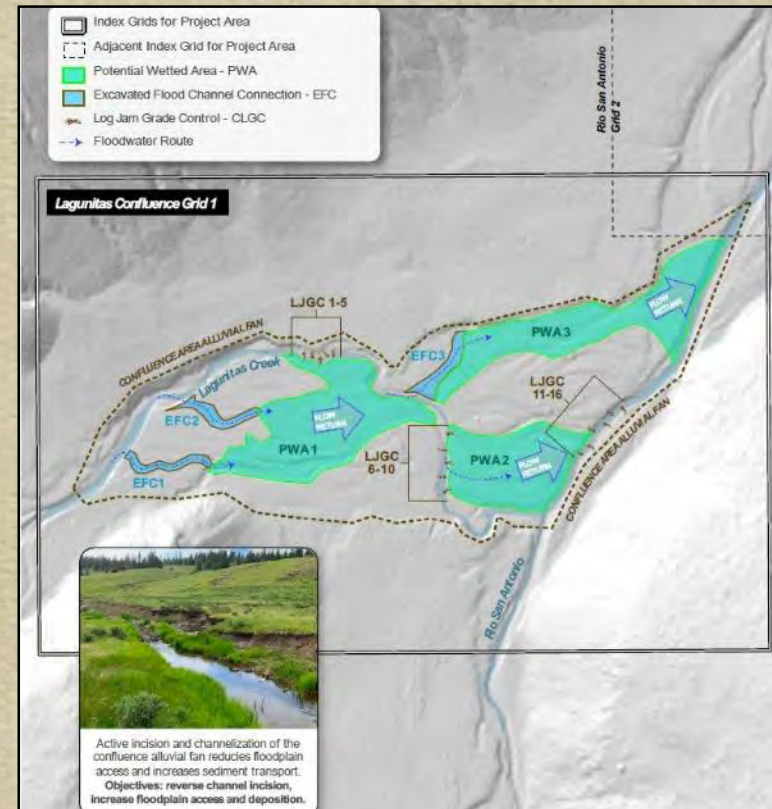 Index Grids for Project Area
Adjacent Index Grid for Project Area
Potential Wetted Area - PWA
Excavated Flood Channel Connection - EFC
Log Jam Grade Control - CLGC
Floodwater Route
Rio San Antonio
Grid 2
Lagunitas Confluence Grid 1
LJGC 1-5
CONFLUENCE AREA ALLUVIAL FAN
Lagunitas Creek
EFC3
PWA3
FLOW
RETURN
EFC2
FLOW
RETURN
PWA1
LJGC
11-16
EFC1
LJGC
6-10
PWA2
FLOW
RETURN
CONFLUENCE AREA ALLUVIAL FAN
Rio San Antonio
Active incision and channelization of the
confluence alluvial fan reducies floodplain
access and increases sediment transport.
Objectives: reverse channel incision,
increase floodplain access and deposition.